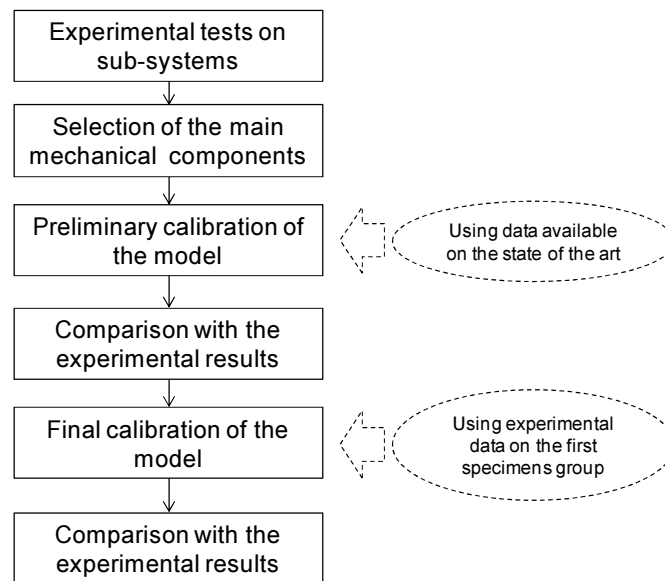 Experimental tests on
sub-systems
Selection of the main
mechanical components
Preliminary calibration of
the model
Using data available
on the state of the art
Comparison with the
experimental results
Final calibration of the
model
Using experimental
data on the first
specimens group
Comparison with the
experimental results